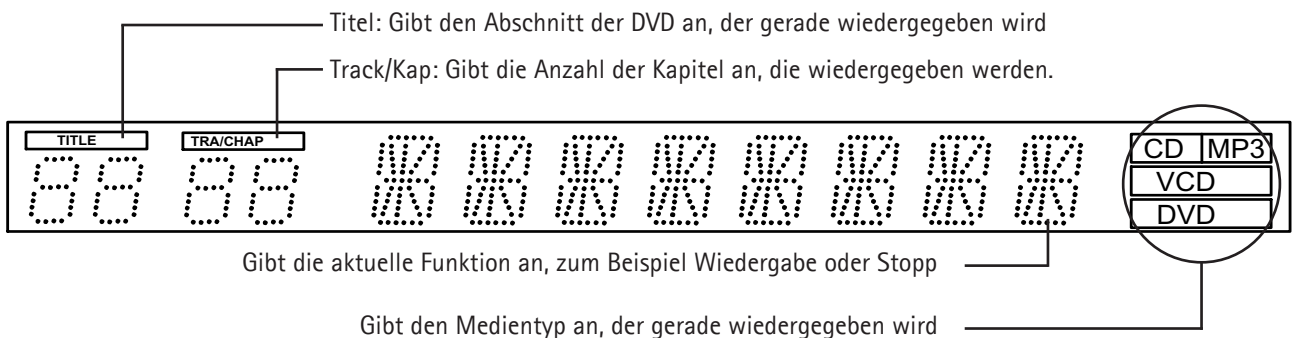 Titel: Gibt den Abschnitt der DVD an, der gerade wiedergegeben wird
Track/Kap: Gibt die Anzahl der Kapitel an, die wiedergegeben werden.
TITLE TRA/CHAP
CD MP3
VCD
DVD
Gibt die aktuelle Funktion an, zum Beispiel Wiedergabe oder Stopp
Gibt den Medientyp an, der gerade wiedergegeben wird